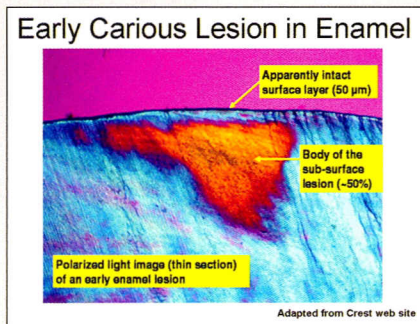 Early Carious Lesion in Enamel
Apparently intact
surface layer (50 µm)
Body of the
sub-surface
lesion (~50%)
Polarized light image (thin section)
of an early enamel lesion
Adapted from Crest web site